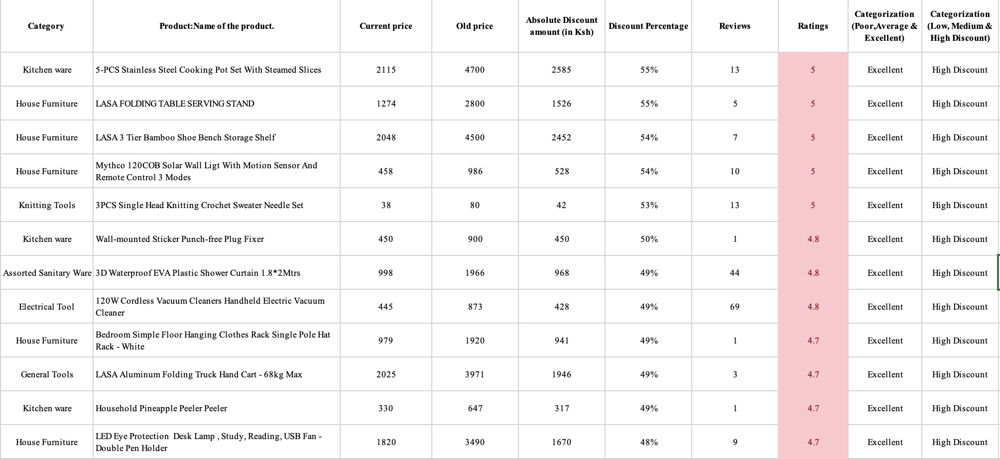 Category Product:Name of the product. Current price Old price Absolute Discount amount (in Ksh) Discount Percentage Reviews Ratings Categorization (Poor,Average & Excellent) Categorization (Low, Medium & High Discount)
Kitchen ware 5-PCS Stainless Steel Cooking Pot Set With Steamed Slices 2115 4700 2585 55% 13 5 Excellent High Discount
House Furniture LASA FOLDING TABLE SERVING STAND 1274 2800 1526 55% 5 5 Excellent High Discount
House Furniture LASA 3 Tier Bamboo Shoe Bench Storage Shelf 2048 4500 2452 54% 7 5 Excellent High Discount
House Furniture Mythco 120COB Solar Wall Ligt With Motion Sensor And Remote Control 3 Modes 458 986 528 54% 10 5 Excellent High Discount
Knitting Tools 3PCS Single Head Knitting Crochet Sweater Needle Set 38 80 42 53% 13 5 Excellent High Discount
Kitchen ware Wall-mounted Sticker Punch-free Plug Fixer 450 900 450 50% 1 4.8 Excellent High Discount
Assorted Sanitary Ware 3D Waterproof EVA Plastic Shower Curtain 1.8*2Mtrs 998 1966 968 49% 44 4.8 Excellent High Discount
Electrical Tool 120W Cordless Vacuum Cleaners Handheld Electric Vacuum Cleaner 445 873 428 49% 69 4.8 Excellent High Discount
House Furniture Bedroom Simple Floor Hanging Clothes Rack Single Pole Hat Rack - White 979 1920 941 49% 1 4.7 Excellent High Discount
General Tools LASA Aluminum Folding Truck Hand Cart - 68kg Max 2025 3971 1946 49% 3 4.7 Excellent High Discount
Kitchen ware Household Pineapple Peeler Peeler 330 647 317 49% 1 4.7 Excellent High Discount
House Furniture LED Eye Protection  Desk Lamp , Study, Reading, USB Fan - Double Pen Holder 1820 3490 1670 48% 9 4.7 Excellent High Discount